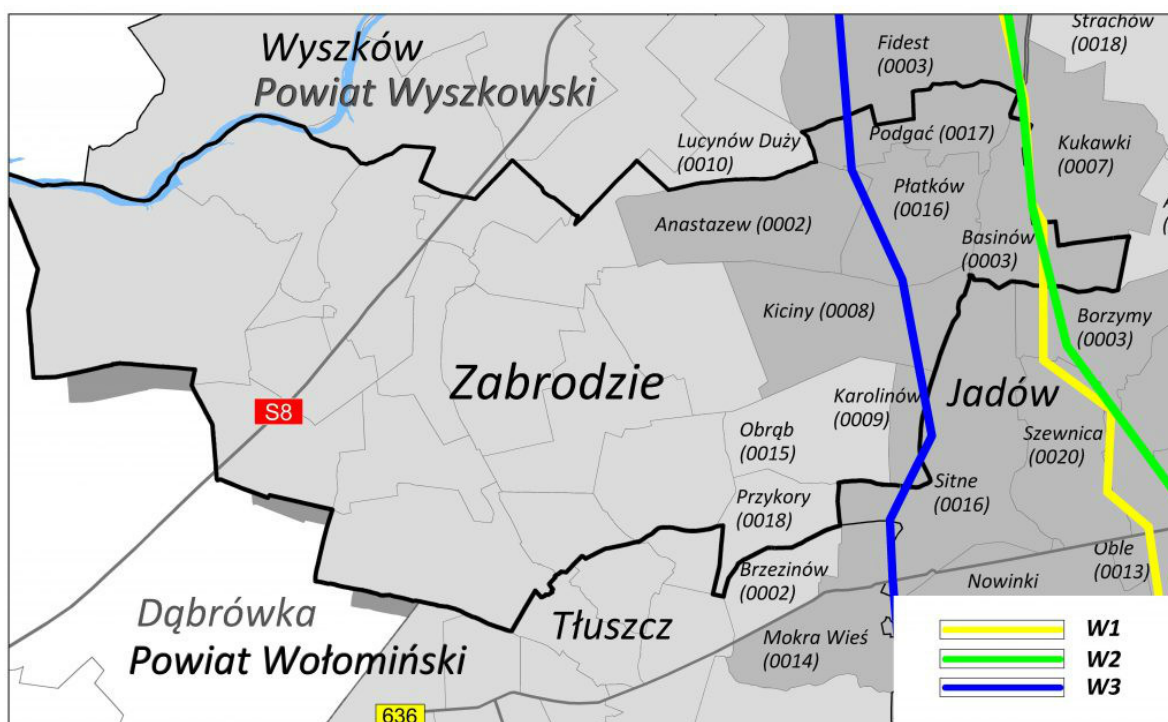 Wyszków
Powiat Wyszkowski
Fidest
(0003)
Strachów
(0018)
Lucynów Duży
(0010)
Podgać (0017)
Kukawki
(0007)
Płatków
(0016)
Anastazew (0002)
Basinów
(0003)
Kiciny (0008)
Borzymy
(0003)
Zabrodzie
Jadów
Karolinów
(0009)
S8
Obrąb
(0015)
Szewnica
(0020)
Przykory
(0018)
Sitne
(0016)
Brzezinów
(0002)
Oble
(0013)
Nowinki
Dąbrówka
Powiat Wołomiński
Tłuszcz
Mokra Wieś
(0014)
636
W1
W2
W3